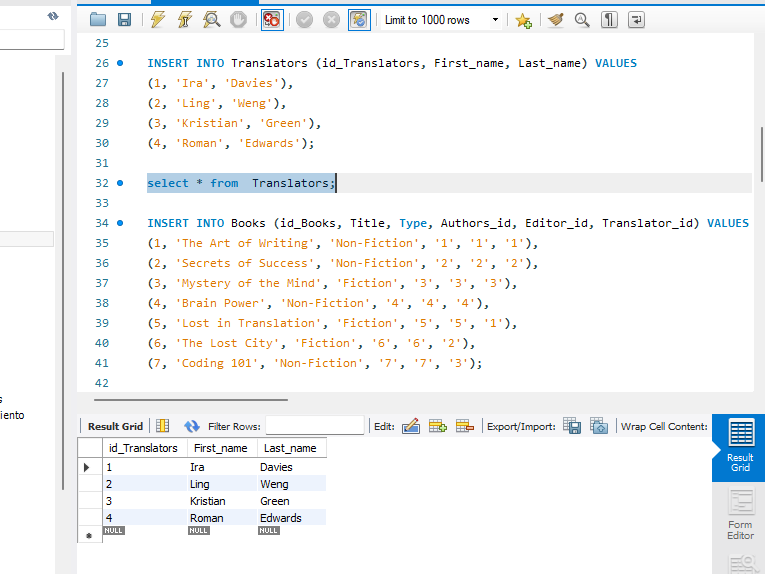 Limit to 1000 rows
25
26 INSERT INTO Translators (id_Translators, First_name, Last_name) VALUES
27 (1, 'Ira', 'Davies'),
28 (2, 'Ling', 'Weng'),
29 (3, 'Kristian', 'Green'),
30 (4, 'Roman', 'Edwards');
31
32 select * from  Translators;
33
34 INSERT INTO Books (id_Books, Title, Type, Authors_id, Editor_id, Translator_id) VALUES
35 (1, 'The Art of Writing', 'Non-Fiction', '1', '1', '1'),
36 (2, 'Secrets of Success', 'Non-Fiction', '2', '2', '2'),
37 (3, 'Mystery of the Mind', 'Fiction', '3', '3', '3'),
38 (4, 'Brain Power', 'Non-Fiction', '4', '4', '4'),
39 (5, 'Lost in Translation', 'Fiction', '5', '5', '1'),
40 (6, 'The Lost City', 'Fiction', '6', '6', '2'),
41 (7, 'Coding 101', 'Non-Fiction', '7', '7', '3');
42
s
iento
Result Grid Filter Rows: Edit: Export/Import: Wrap Cell Content:
id_Translators First_name Last_name
1 Ira Davies
2 Ling Weng
3 Kristian Green
4 Roman Edwards
NULL NULL NULL
Result
Grid
Form
Editor